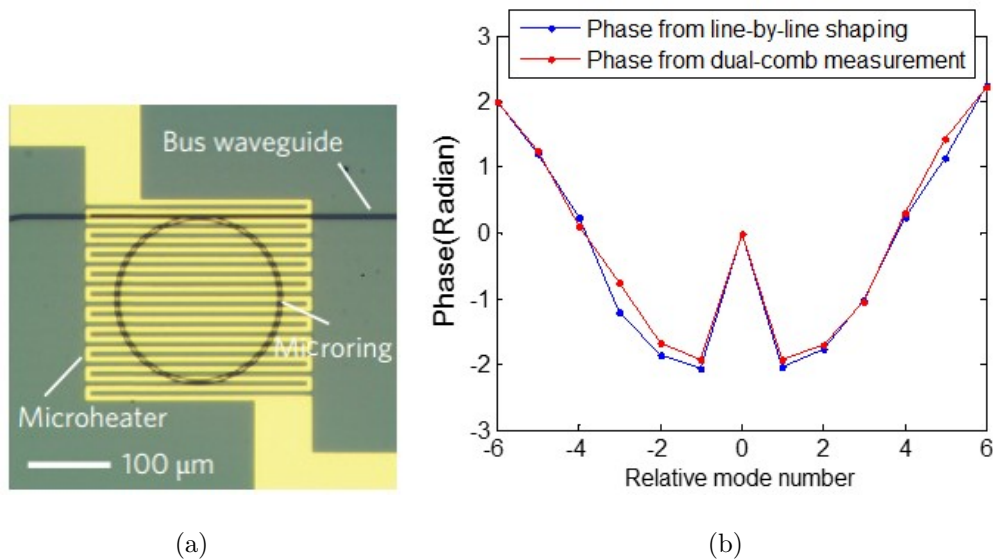 Bus waveguide
Microring
Microheater
100 μm
(a)
Phase from line-by-line shaping
Phase from dual-comb measurement
Phase(Radian)
3
2
1
0
-1
-2
-3
-6
-4
-2
0
2
4
6
Relative mode number
(b)